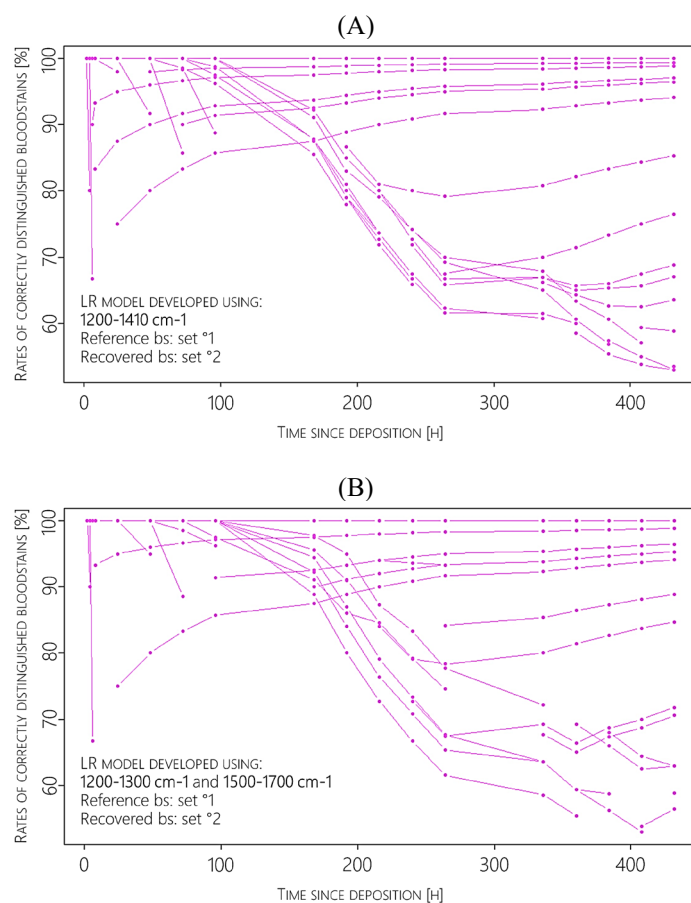 (A)
RATES OF CORRECTLY DISTINGUISHED BLOODSTAINS [%]
100
90
80
70
60
LR MODEL DEVELOPED USING:
1200-1410 cm-1
Reference bs: set °1
Recovered bs: set °2
0
100
200
300
400
TIME SINCE DEPOSITION [H]
(B)
RATES OF CORRECTLY DISTINGUISHED BLOODSTAINS [%]
100
90
80
70
60
LR MODEL DEVELOPED USING:
1200-1300 cm-1 and 1500-1700 cm-1
Reference bs: set °1
Recovered bs: set °2
0
100
200
300
400
TIME SINCE DEPOSITION [H]